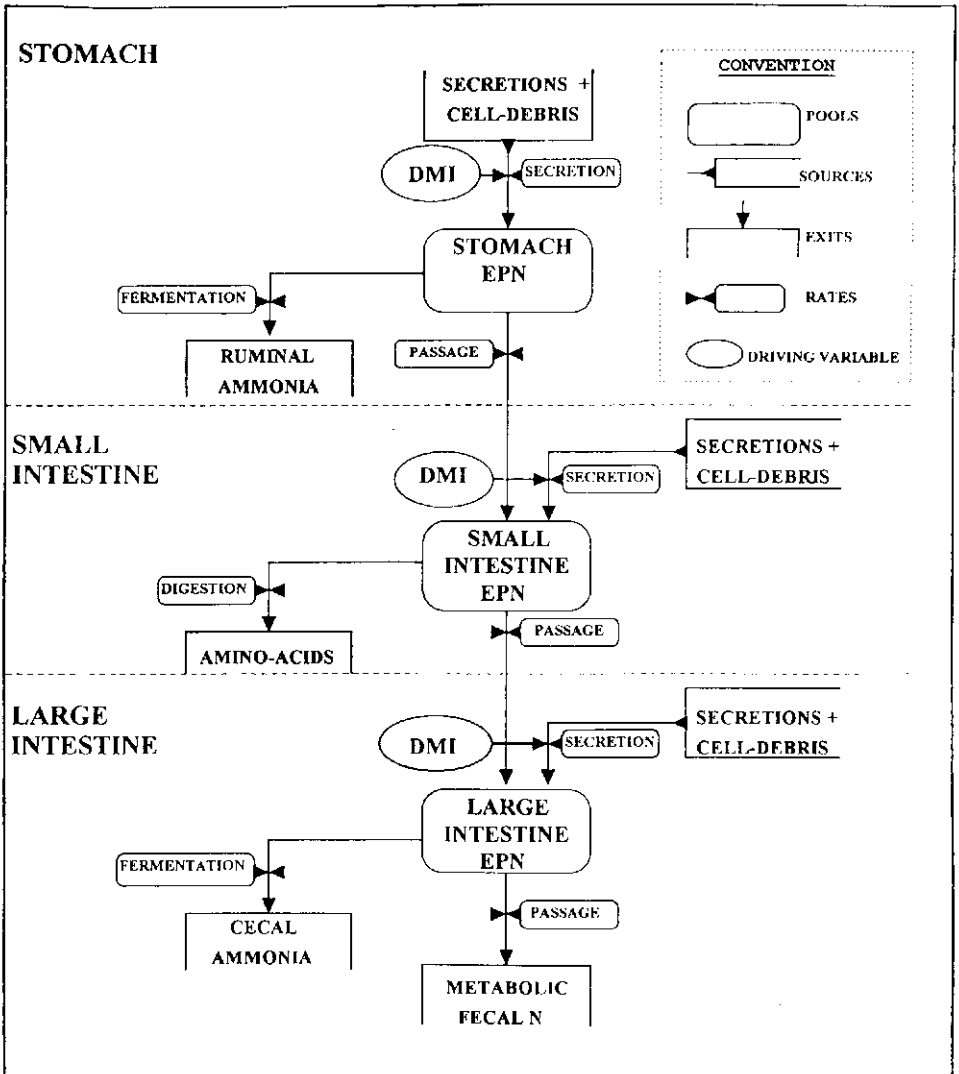 STOMACH
SECRETIONS +
CELL-DEBRIS
DMI
SECRETION
STOMACH
EPN
FERMENTATION
RUMINAL
AMMONIA
PASSAGE
CONVENTION
POOLS
SOURCES
EXITS
RATES
DRIVING VARIABLE
SMALL
INTESTINE
SECRETIONS +
CELL-DEBRIS
DMI
SECRETION
SMALL
INTESTINE
EPN
DIGESTION
AMINO-ACIDS
PASSAGE
LARGE
INTESTINE
SECRETIONS +
CELL-DEBRIS
DMI
SECRETION
LARGE
INTESTINE
EPN
FERMENTATION
CECAL
AMMONIA
PASSAGE
METABOLIC
FECAL N